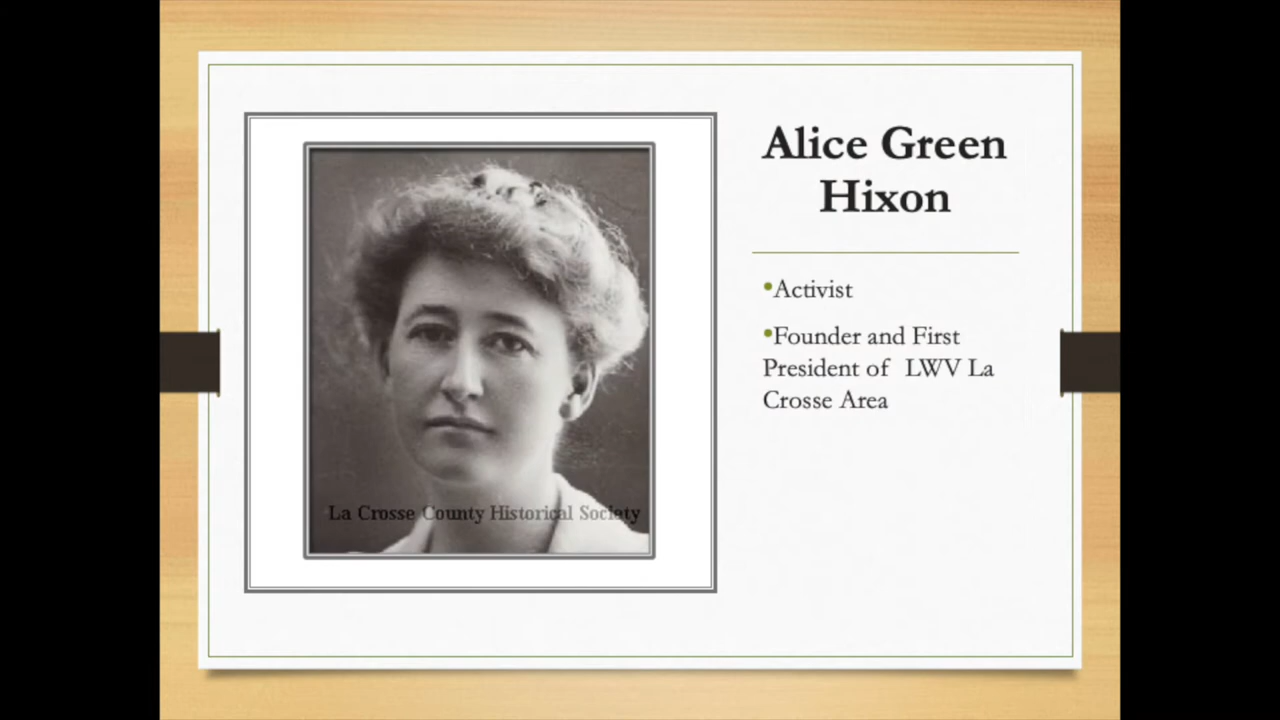 Alice Green
Hixon
•Activist
•Founder and First
President of  LWV La
Crosse Area
La Crosse County Historical Society